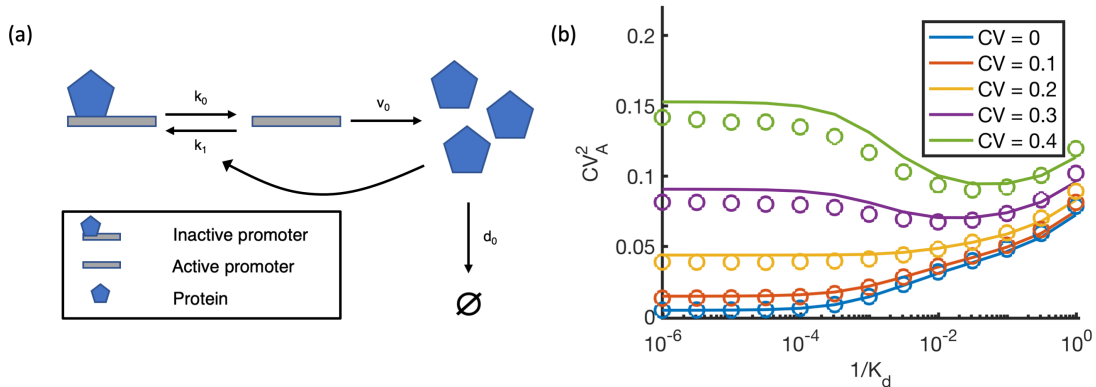 (a)
k₀
k₁
v₀
d₀
∅
Inactive promoter
Active promoter
Protein
(b)
CV²_A
0.2
0.15
0.1
0.05
0
10⁻⁶
10⁻⁴
10⁻²
10⁰
1/K_d
CV = 0
CV = 0.1
CV = 0.2
CV = 0.3
CV = 0.4